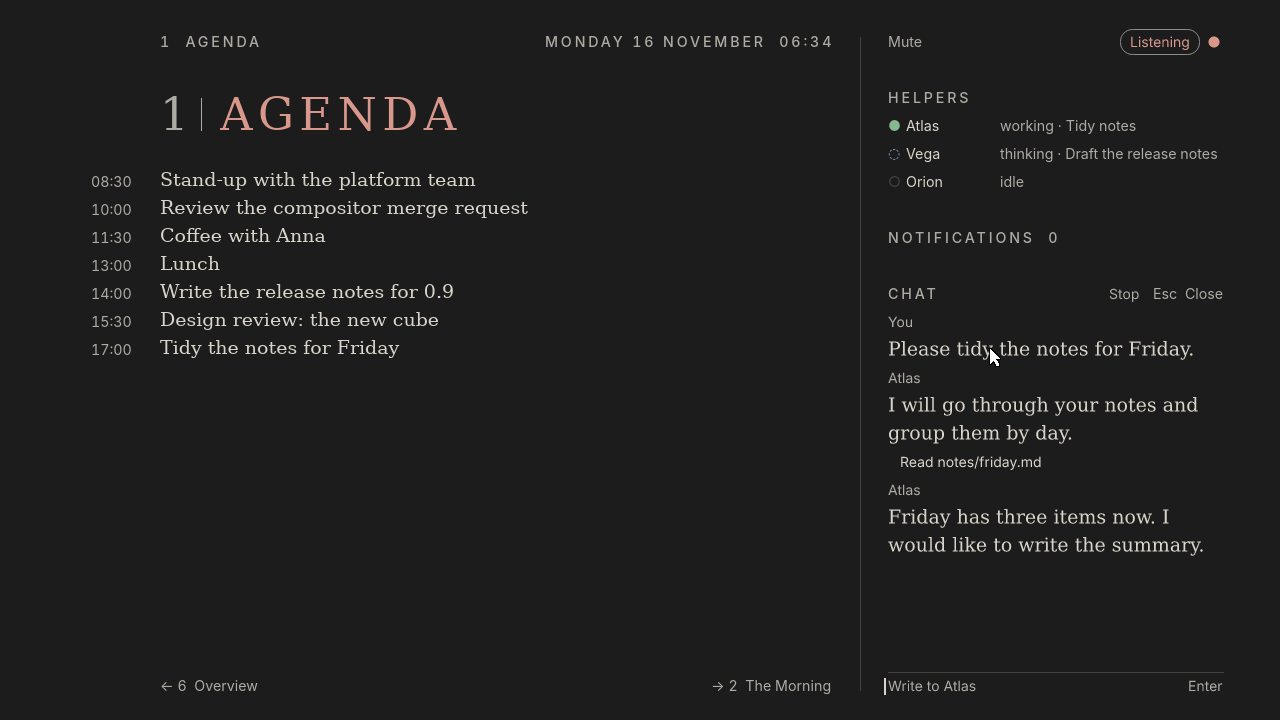 1 AGENDA
MONDAY 16 NOVEMBER 06:34
1 AGENDA
08:30 Stand-up with the platform team
10:00 Review the compositor merge request
11:30 Coffee with Anna
13:00 Lunch
14:00 Write the release notes for 0.9
15:30 Design review: the new cube
17:00 Tidy the notes for Friday
← 6 Overview
→ 2 The Morning
Mute
Listening
HELPERS
Atlas working · Tidy notes
Vega thinking · Draft the release notes
Orion idle
NOTIFICATIONS 0
CHAT Stop Esc Close
You
Please tidy the notes for Friday.
Atlas
I will go through your notes and
group them by day.
Read notes/friday.md
Atlas
Friday has three items now. I
would like to write the summary.
Write to Atlas Enter